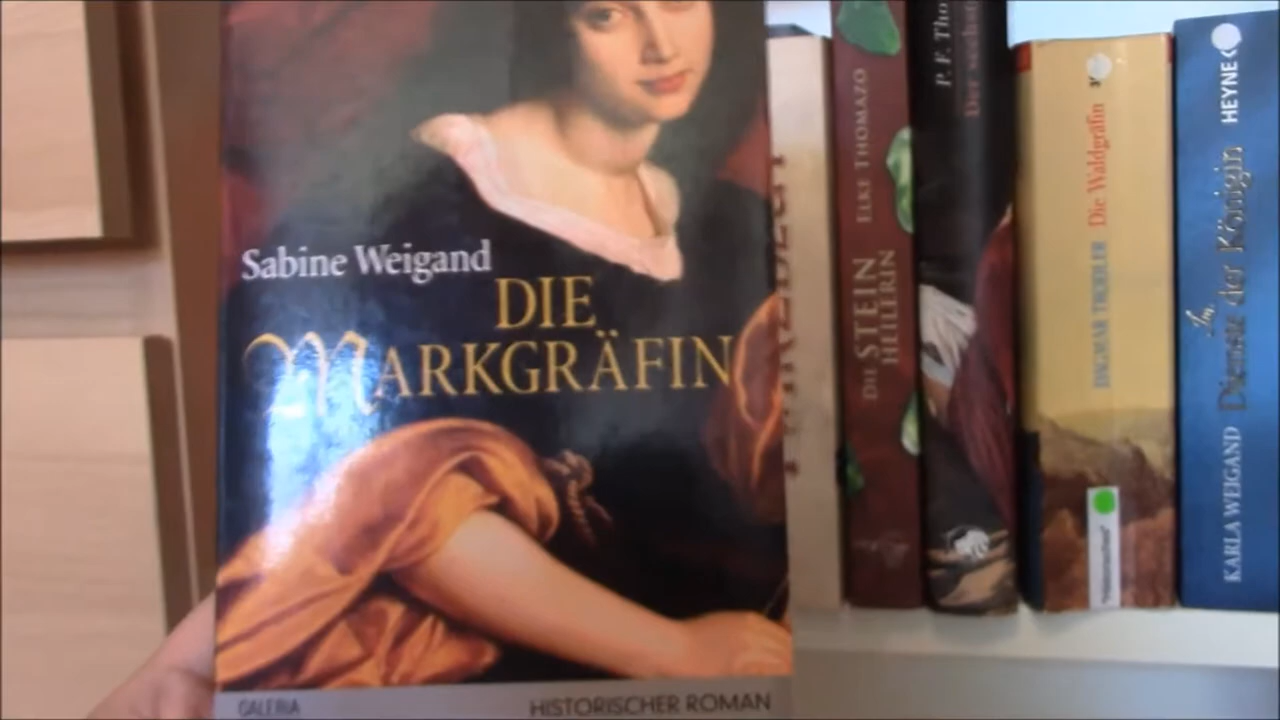 Sabine Weigand
DIE
MARKGRÄFIN
GALERIA
HISTORISCHER ROMAN
DIE STEIN
HEILERIN
ELKE THOMAZO
P. F. Tho
DAGMAR TRODLER Die Waldgräfin
KARLA WEIGAND
Im
Dienste der Königin
HEYNE